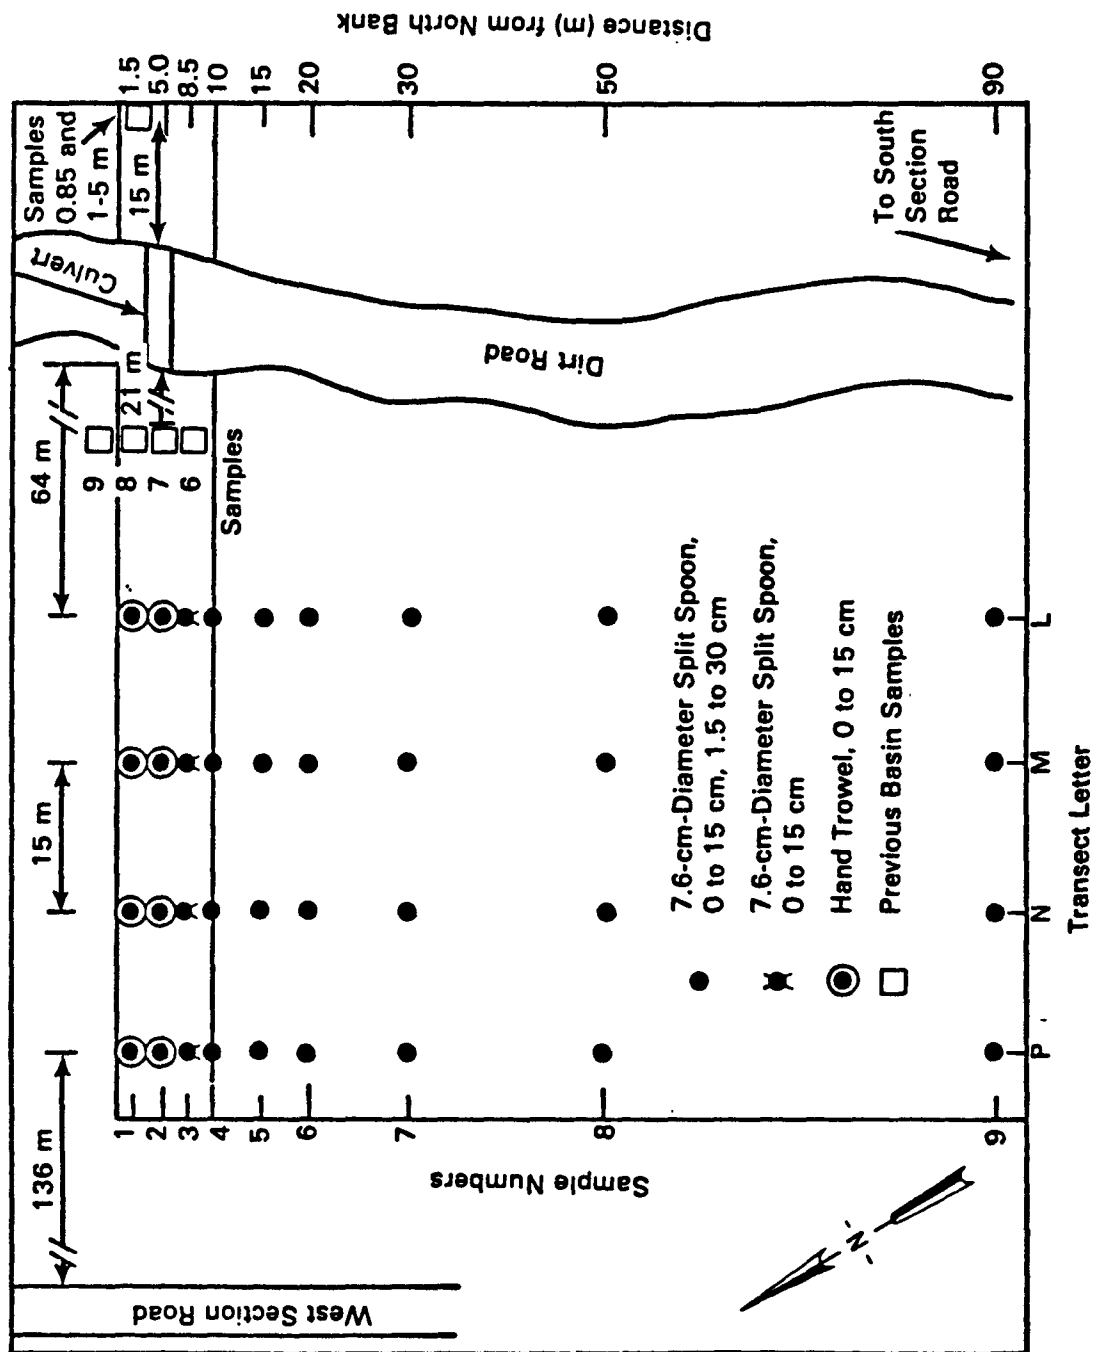 West Section Road
136 m
15 m
64 m
9
8
7
6
Samples
21 m
Culvert
Samples
0.85 and
1-5 m
15 m
Dirt Road
To South
Section
Road
Sample Numbers
1
2
3
4
5
6
7
8
9
Distance (m) from North Bank
1.5
5.0
8.5
10
15
20
30
50
90
N
7.6-cm-Diameter Split Spoon,
0 to 15 cm, 1.5 to 30 cm
7.6-cm-Diameter Split Spoon,
0 to 15 cm
Hand Trowel, 0 to 15 cm
Previous Basin Samples
P
N
M
L
Transect Letter